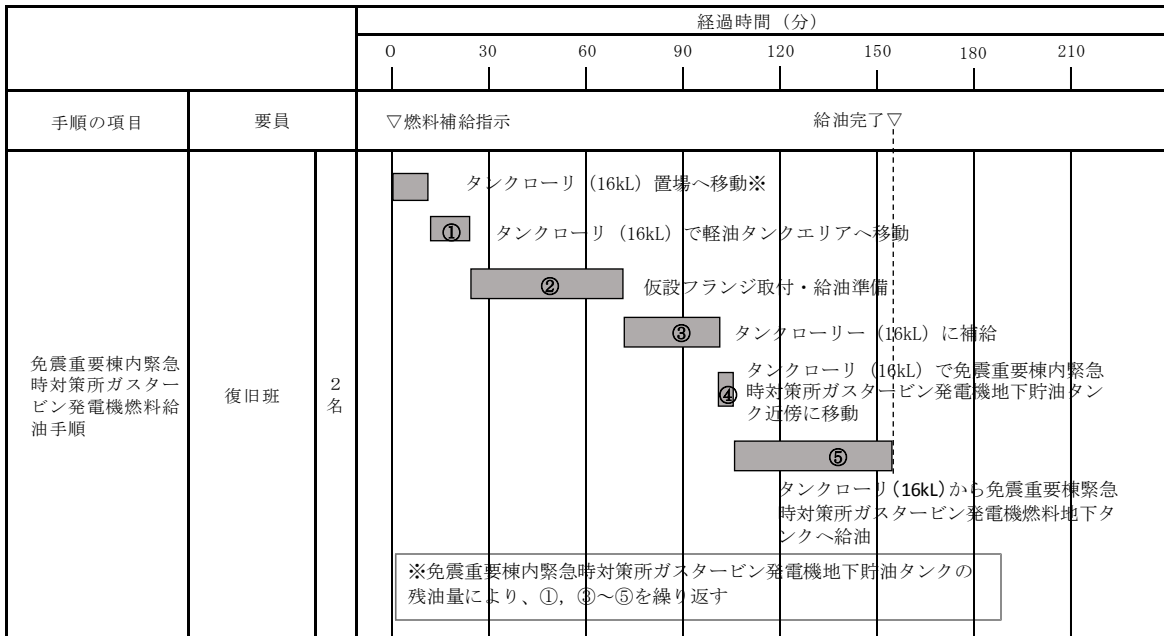 経過時間（分）
0 30 60 90 120 150 180 210
手順の項目 要員 ▽燃料補給指示 給油完了▽
タンクローリ（16kL）置場へ移動※
① タンクローリ（16kL）で軽油タンクエリアへ移動
② 仮設フランジ取付・給油準備
③ タンクローリー（16kL）に補給
免震重要棟内緊急
時対策所ガスター
ビン発電機燃料給
油手順
復旧班
2
名
④ タンクローリ（16kL）で免震重要棟内緊急
時対策所ガスタービン発電機地下貯油タン
ク近傍に移動
⑤
タンクローリ(16kL)から免震重要棟緊急
時対策所ガスタービン発電機燃料地下タ
ンクへ給油
※免震重要棟内緊急時対策所ガスタービン発電機地下貯油タンクの
残油量により、①，③～⑤を繰り返す